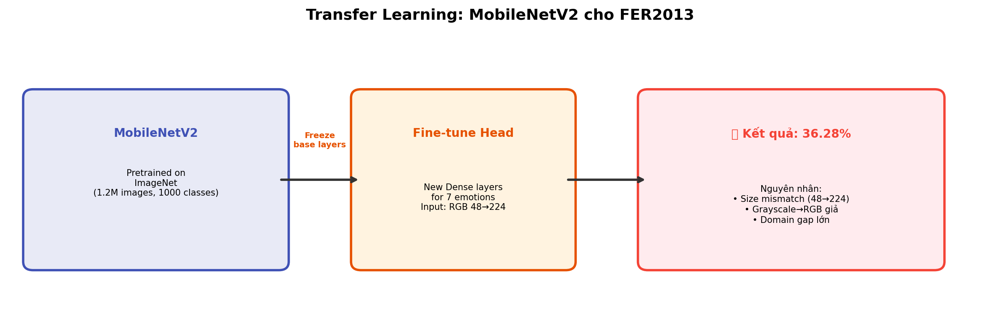 Transfer Learning: MobileNetV2 cho FER2013
MobileNetV2
Pretrained on
ImageNet
(1.2M images, 1000 classes)
Freeze
base layers
Fine-tune Head
New Dense layers
for 7 emotions
Input: RGB 48→224
Kết quả: 36.28%
Nguyên nhân:
• Size mismatch (48→224)
• Grayscale→RGB giả
• Domain gap lớn